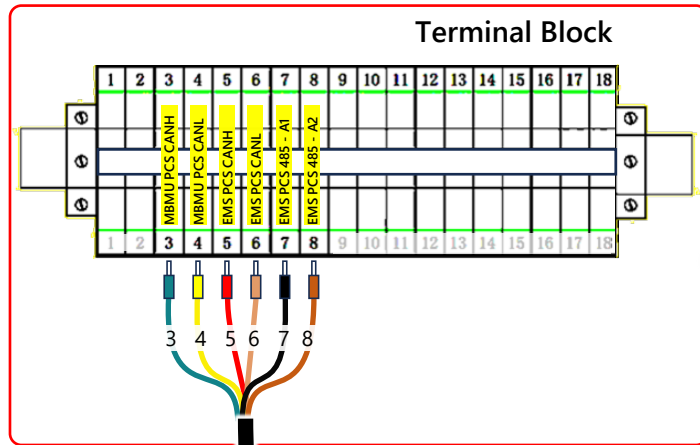 Terminal Block
1 2 3 4 5 6 7 8 9 10 11 12 13 14 15 16 17 18
MBMU PCS CANH
MBMU PCS CANL
EMS PCS CANH
EMS PCS CANL
EMS PCS 485 - A1
EMS PCS 485 - A2
1 2 3 4 5 6 7 8 9 10 11 12 13 14 15 16 17 18
3 4 5 6 7 8